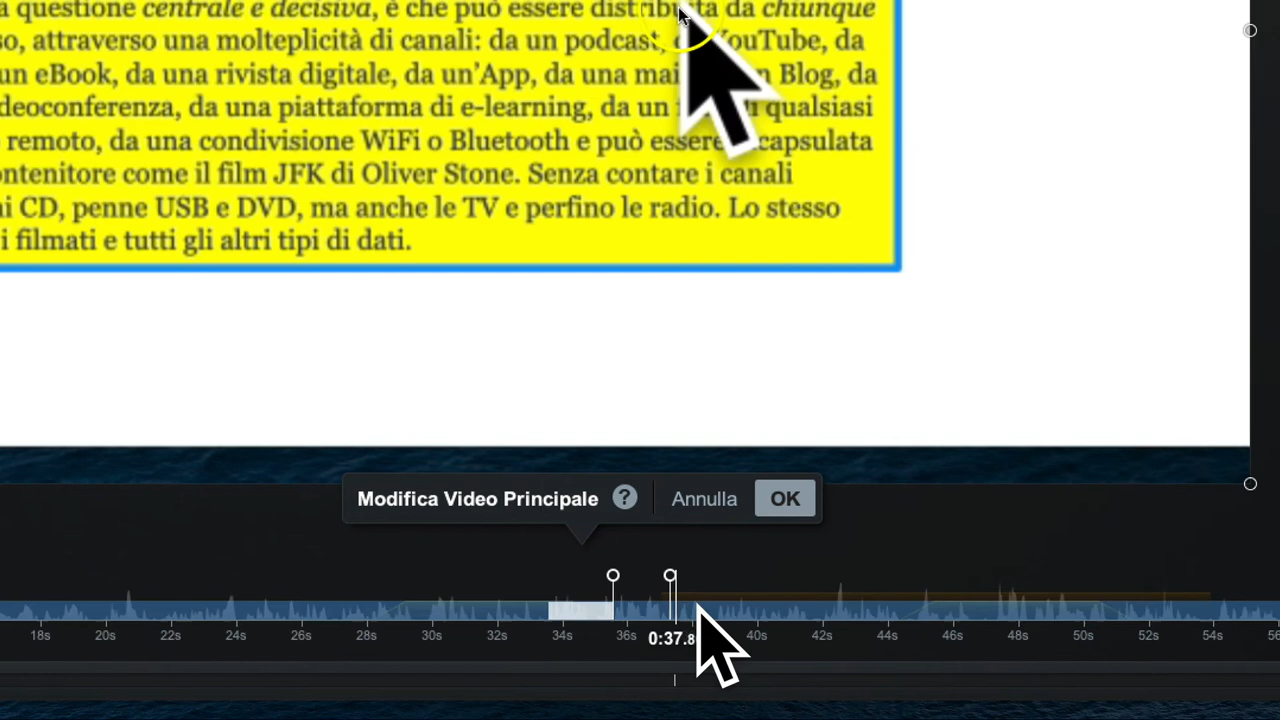 a questione centrale e decisiva, è che può essere distribuita da chiunque
so, attraverso una molteplicità di canali: da un podcast, YouTube, da
un eBook, da una rivista digitale, da un'App, da una Blog, da
deoconferenza, da una piattaforma di e-learning, da un qualsiasi
remoto, da una condivisione WiFi o Bluetooth e può essere
ontenitore come il film JFK di Oliver Stone. Senza contare i canali
ni CD, penne USB e DVD, ma anche le TV e perfino le radio. Lo stesso
i filmati e tutti gli altri tipi di dati.
Modifica Video Principale ? Annulla OK
18s 20s 22s 24s 26s 28s 30s 32s 34s 36s 0:37.8 40s 42s 44s 46s 48s 50s 52s 54s 56